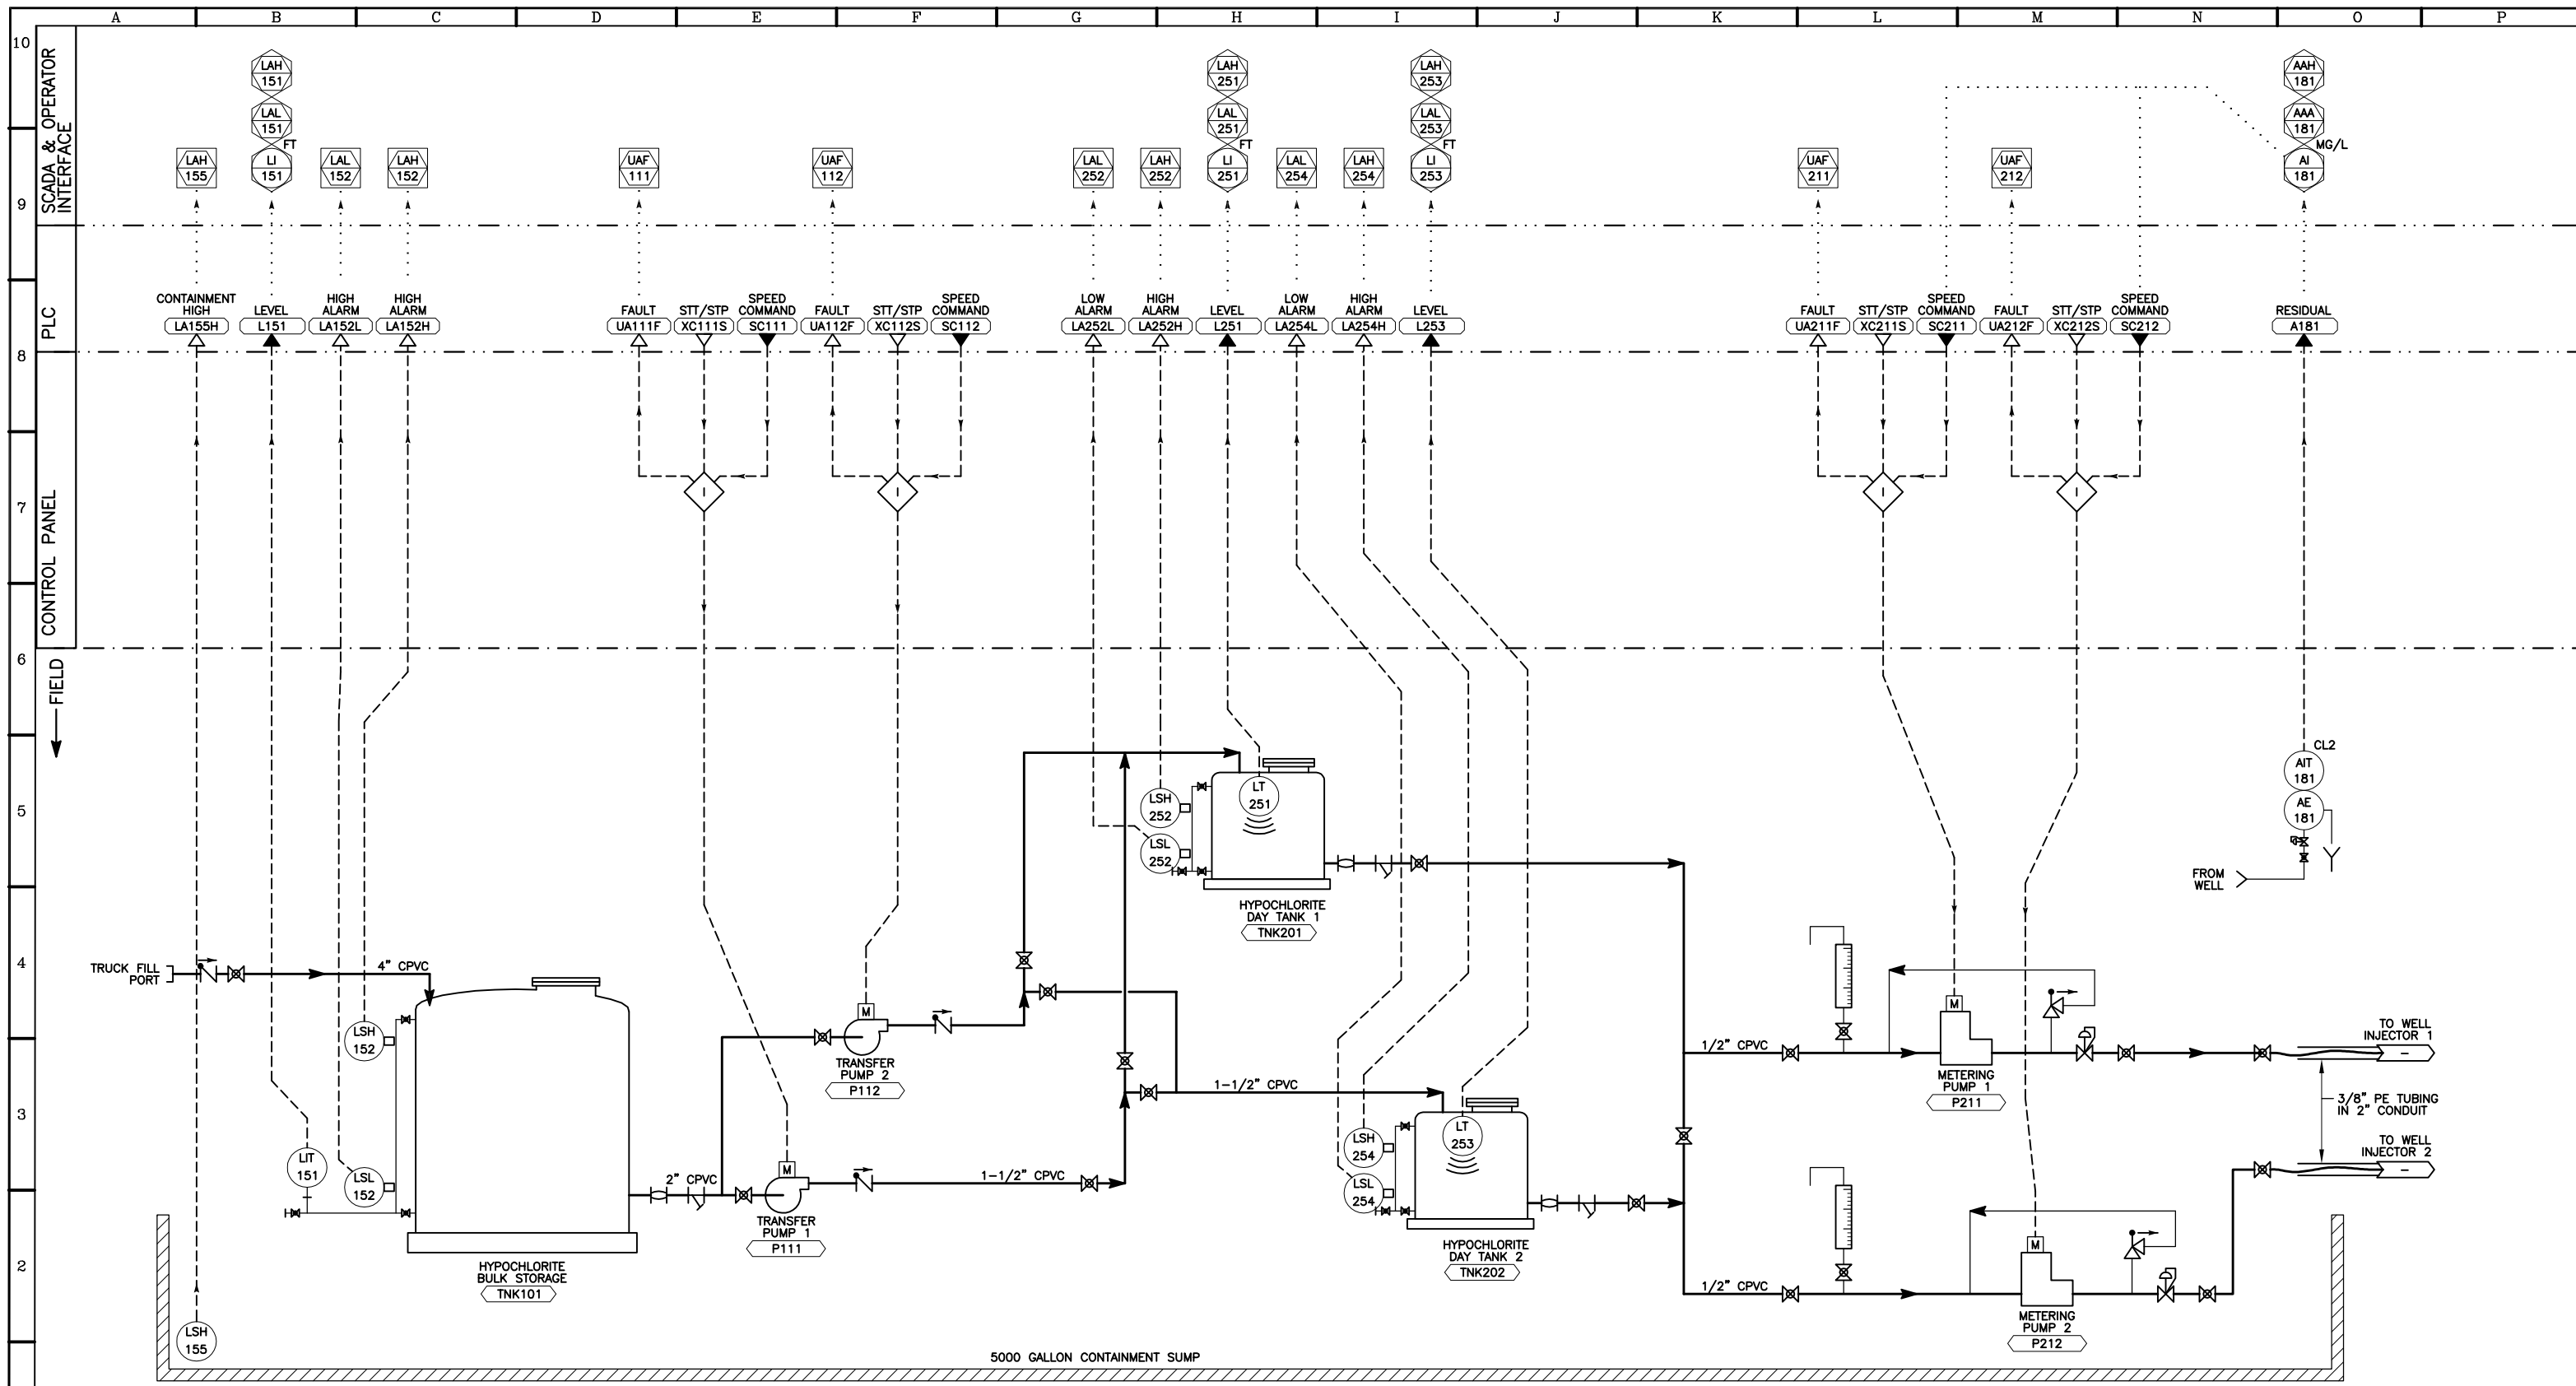 A B C D E F G H I J K L M N O P
10
9
8
7
6
5
4
3
2
SCADA & OPERATOR
INTERFACE
PLC
CONTROL PANEL
FIELD
LAH
151
LAL
151
FT
LI
151
LAH
155
LAL
152
LAH
152
UAF
111
UAF
112
LAL
252
LAH
252
LAH
251
LAL
251
FT
LI
251
LAL
254
LAH
254
LAH
253
LAL
253
FT
LI
253
UAF
211
UAF
212
AAH
181
AAA
181
MG/L
AI
181
CONTAINMENT
HIGH
LA155H
LEVEL
L151
HIGH
ALARM
LA152L
HIGH
ALARM
LA152H
FAULT
UA111F
STT/STP
XC111S
SPEED
COMMAND
SC111
FAULT
UA112F
STT/STP
XC112S
SPEED
COMMAND
SC112
LOW
ALARM
LA252L
HIGH
ALARM
LA252H
LEVEL
L251
LOW
ALARM
LA254L
HIGH
ALARM
LA254H
LEVEL
L253
FAULT
UA211F
STT/STP
XC211S
SPEED
COMMAND
SC211
FAULT
UA212F
STT/STP
XC212S
SPEED
COMMAND
SC212
RESIDUAL
A181
I
I
I
I
CL2
AIT
181
AE
181
FROM
WELL
LSH
252
LSL
252
LT
251
HYPOCHLORITE
DAY TANK 1
TNK201
TRUCK FILL
PORT
4" CPVC
LSH
152
LIT
151
LSL
152
HYPOCHLORITE
BULK STORAGE
TNK101
LSH
155
2" CPVC
M
TRANSFER
PUMP 2
P112
M
TRANSFER
PUMP 1
P111
1-1/2" CPVC
1-1/2" CPVC
LSH
254
LSL
254
LT
253
HYPOCHLORITE
DAY TANK 2
TNK202
1/2" CPVC
M
METERING
PUMP 1
P211
TO WELL
INJECTOR 1
-
3/8" PE TUBING
IN 2" CONDUIT
TO WELL
INJECTOR 2
-
1/2" CPVC
M
METERING
PUMP 2
P212
5000 GALLON CONTAINMENT SUMP